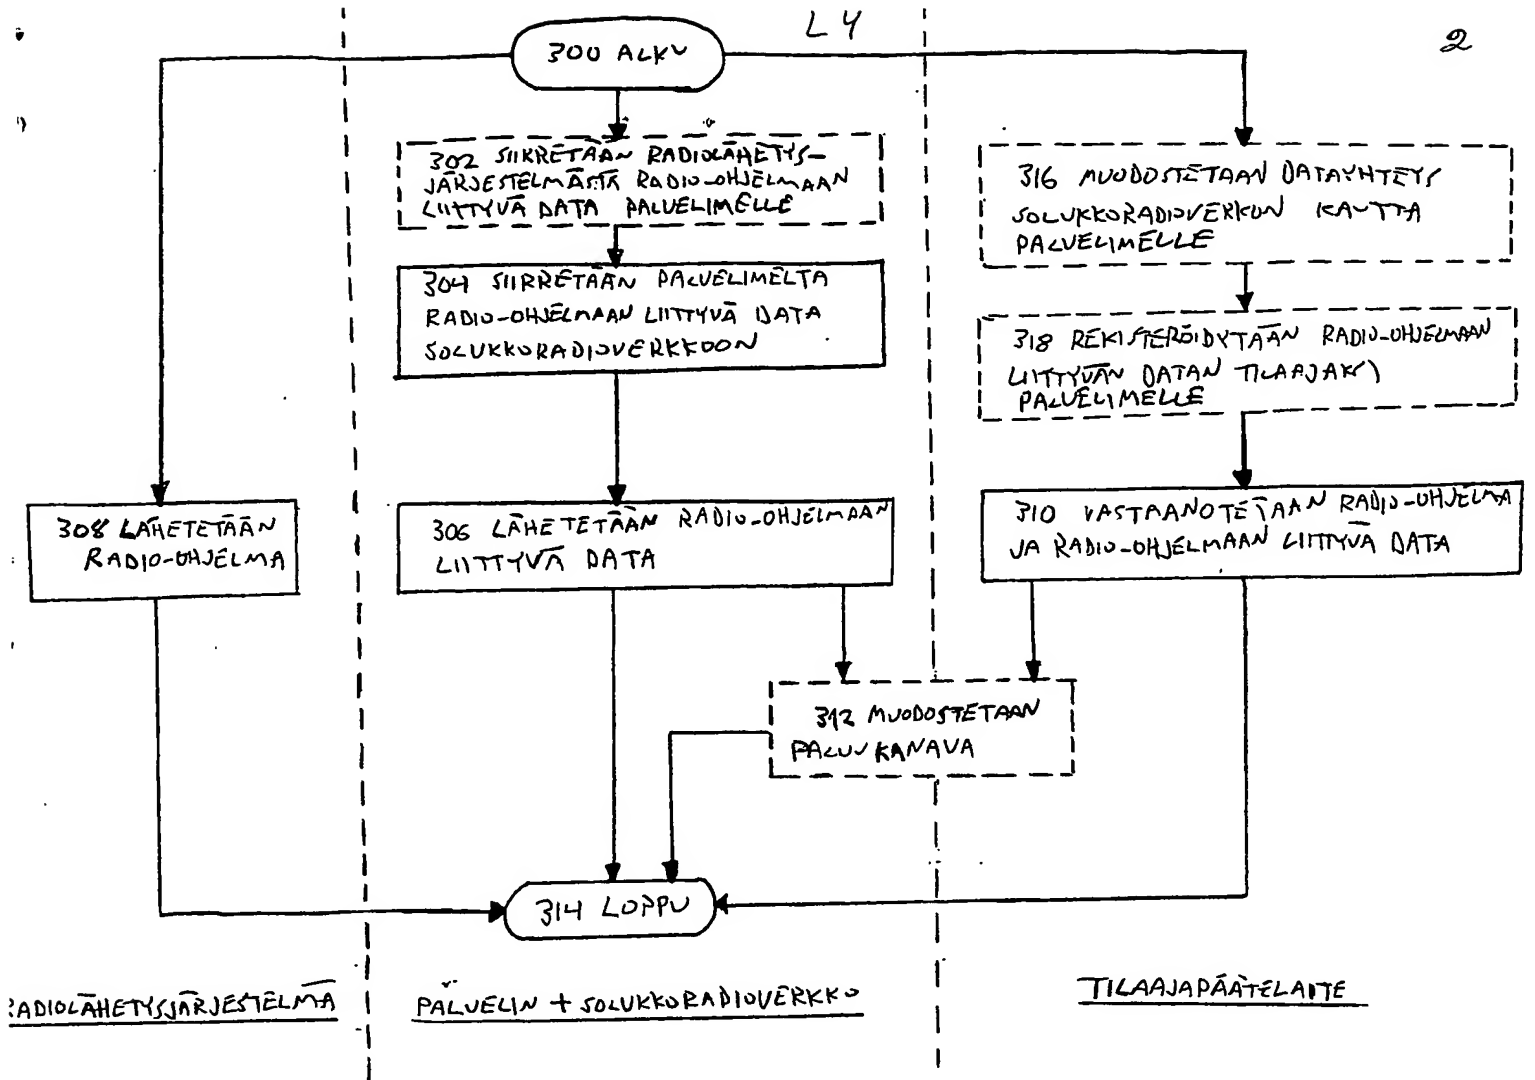 L4
2
300 ALKU
302 SIIRRETÄÄN RADIOLÄHETYS-
JÄRJESTELMÄSTÄ RADIO-OHJELMAAN
LIITTYVÄ DATA PALVELIMELLE
304 SIIRRETÄÄN PALVELIMELTA
RADIO-OHJELMAAN LIITTYVÄ DATA
SOLUKKORADIOVERKKOON
316 MUODOSTETAAN DATAYHTEYS
SOLUKKORADIOVERKON KAUTTA
PALVELIMELLE
318 REKISTERÖIDYTÄÄN RADIO-OHJELMAAN
LIITTYVÄN DATAN TILAAJAKSI
PALVELIMELLE
308 LÄHETETÄÄN
RADIO-OHJELMA
306 LÄHETETÄÄN RADIO-OHJELMAAN
LIITTYVÄ DATA
310 VASTAANOTETAAN RADIO-OHJELMA
JA RADIO-OHJELMAAN LIITTYVÄ DATA
312 MUODOSTETAAN
PALUUKANAVA
314 LOPPU
RADIOLÄHETYSJÄRJESTELMÄ
PALVELIN + SOLUKKORADIOVERKKO
TILAAJAPÄÄTELAITE